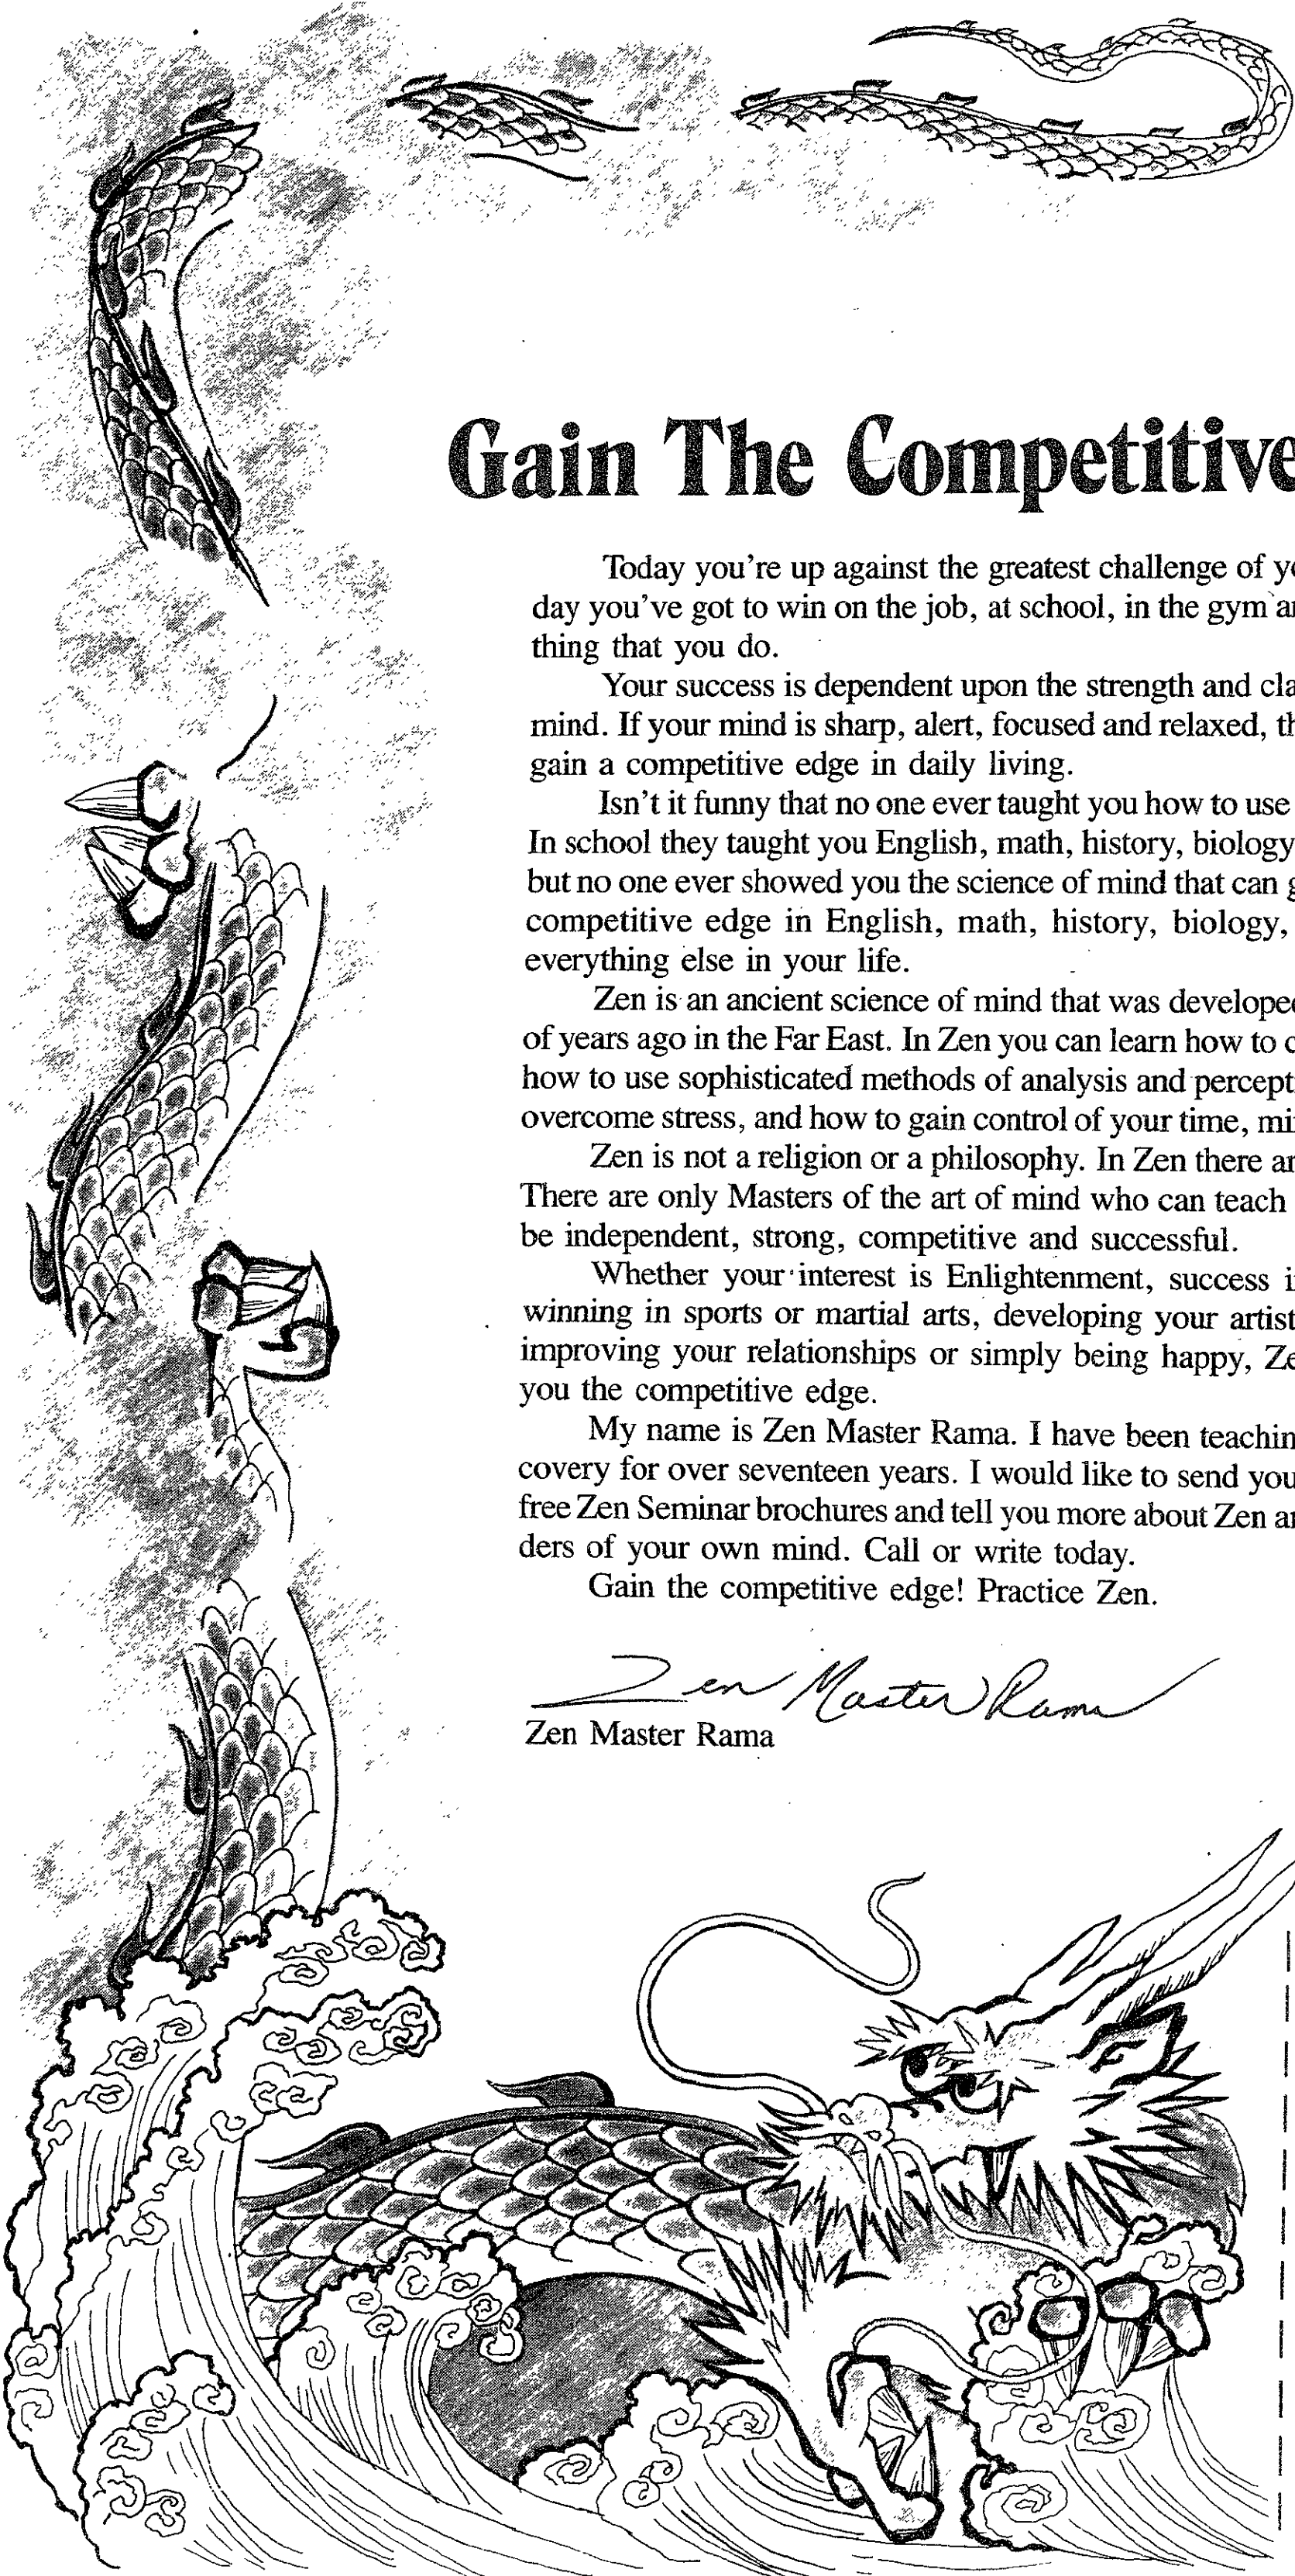 Gain The Competitive
Today you're up against the greatest challenge of
day you've got to win on the job, at school, in the gym
thing that you do.
Your success is dependent upon the strength and
mind. If your mind is sharp, alert, focused and relaxed,
gain a competitive edge in daily living.
Isn't it funny that no one ever taught you how to use
In school they taught you English, math, history, biology
but no one ever showed you the science of mind that can
competitive edge in English, math, history, biology,
everything else in your life.
Zen is an ancient science of mind that was developed
of years ago in the Far East. In Zen you can learn how to
how to use sophisticated methods of analysis and
overcome stress, and how to gain control of your time,
Zen is not a religion or a philosophy. In Zen there
There are only Masters of the art of mind who can teach
be independent, strong, competitive and successful.
Whether your interest is Enlightenment, success
winning in sports or martial arts, developing your
improving your relationships or simply being happy,
you the competitive edge.
My name is Zen Master Rama. I have been
covery for over seventeen years. I would like to send you
free Zen Seminar brochures and tell you more about Zen
ders of your own mind. Call or write today.
Gain the competitive edge! Practice Zen.
Zen Master Rama
Zen Master Rama